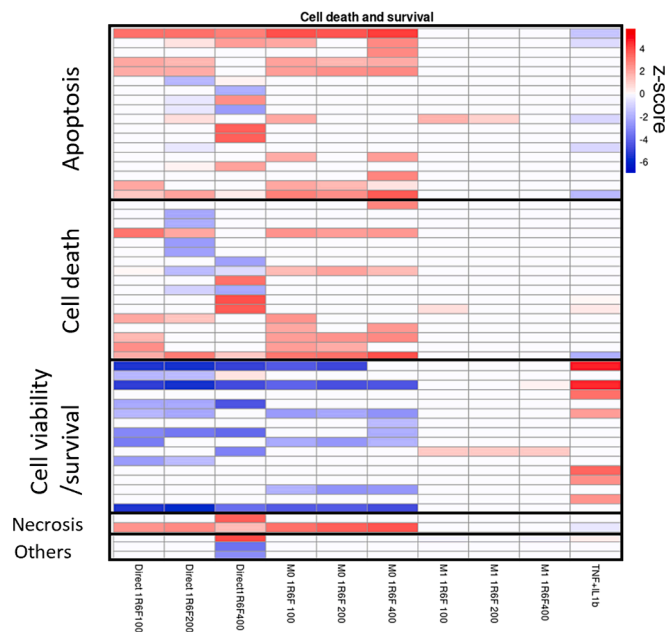 Cell death and survival
Apoptosis
Cell death
Cell viability
/survival
Necrosis
Others
4
2
0
-2
-4
-6
Z-score
Direct 1R6F100
Direct 1R6F200
Direct1R6F400
M0 1R6F 100
M0 1R6F 200
M0 1R6F 400
M1 1R6F 100
M1 1R6F 200
M1 1R6F400
TNF+IL1b